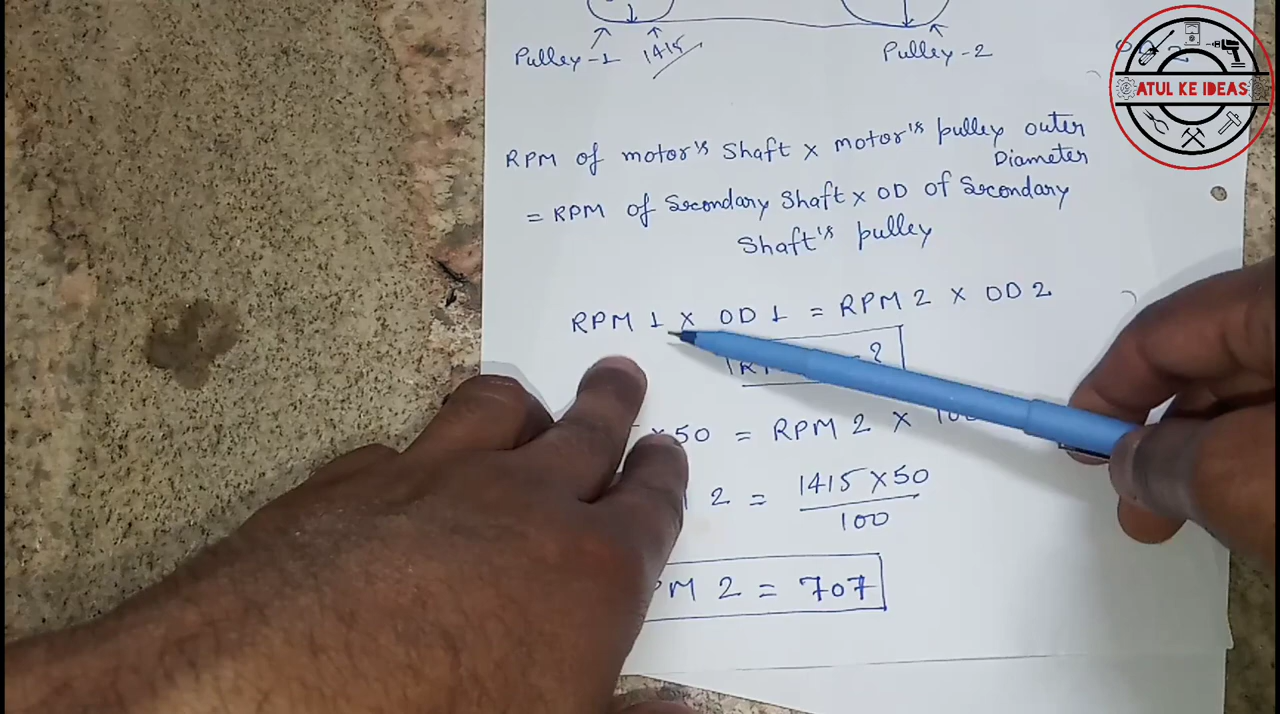 Pulley-1
1415
Pulley-2
ATUL KE IDEAS
RPM of motor's Shaft x motor's pulley outer
Diameter
= RPM of Secondary Shaft x OD of Secondary
Shaft's pulley
RPM 1 x OD 1 = RPM 2 x OD 2
?
x50 = RPM 2 x
2 = 1415 x 50
100
PM 2 = 707